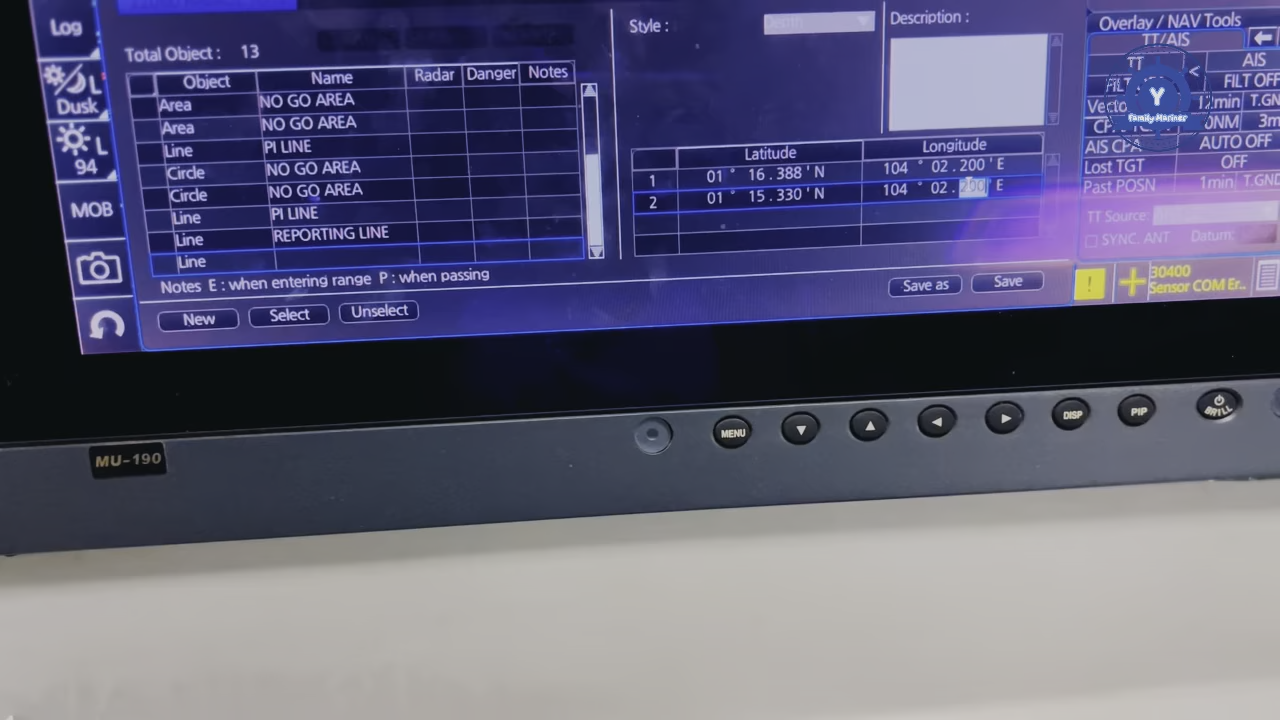 Log
L
Dusk
L
94
MOB
Total Object : 13
Object Name Radar Danger Notes
Area NO GO AREA
Area NO GO AREA
Line PI LINE
Circle NO GO AREA
Circle NO GO AREA
Line PI LINE
Line REPORTING LINE
Line
Notes E : when entering range P : when passing
New Select Unselect
Style : Depth
Description :
Latitude Longitude
1 01 ° 16 . 388 ' N 104 ° 02 . 200 ' E
2 01 ° 15 . 330 ' N 104 ° 02 . 200 ' E
Save as Save
Overlay / NAV Tools
TT/AIS
TT < AIS
FILT OFF
12min T.GND
3m
AIS CPA AUTO OFF
Lost TGT OFF
Past POSN 1min T.GND
TT Source:
SYNC. ANT Datum:
! 30400
Sensor COM Er..
Y
Family Mariner
MENU DISP PIP BRILL
MU-190